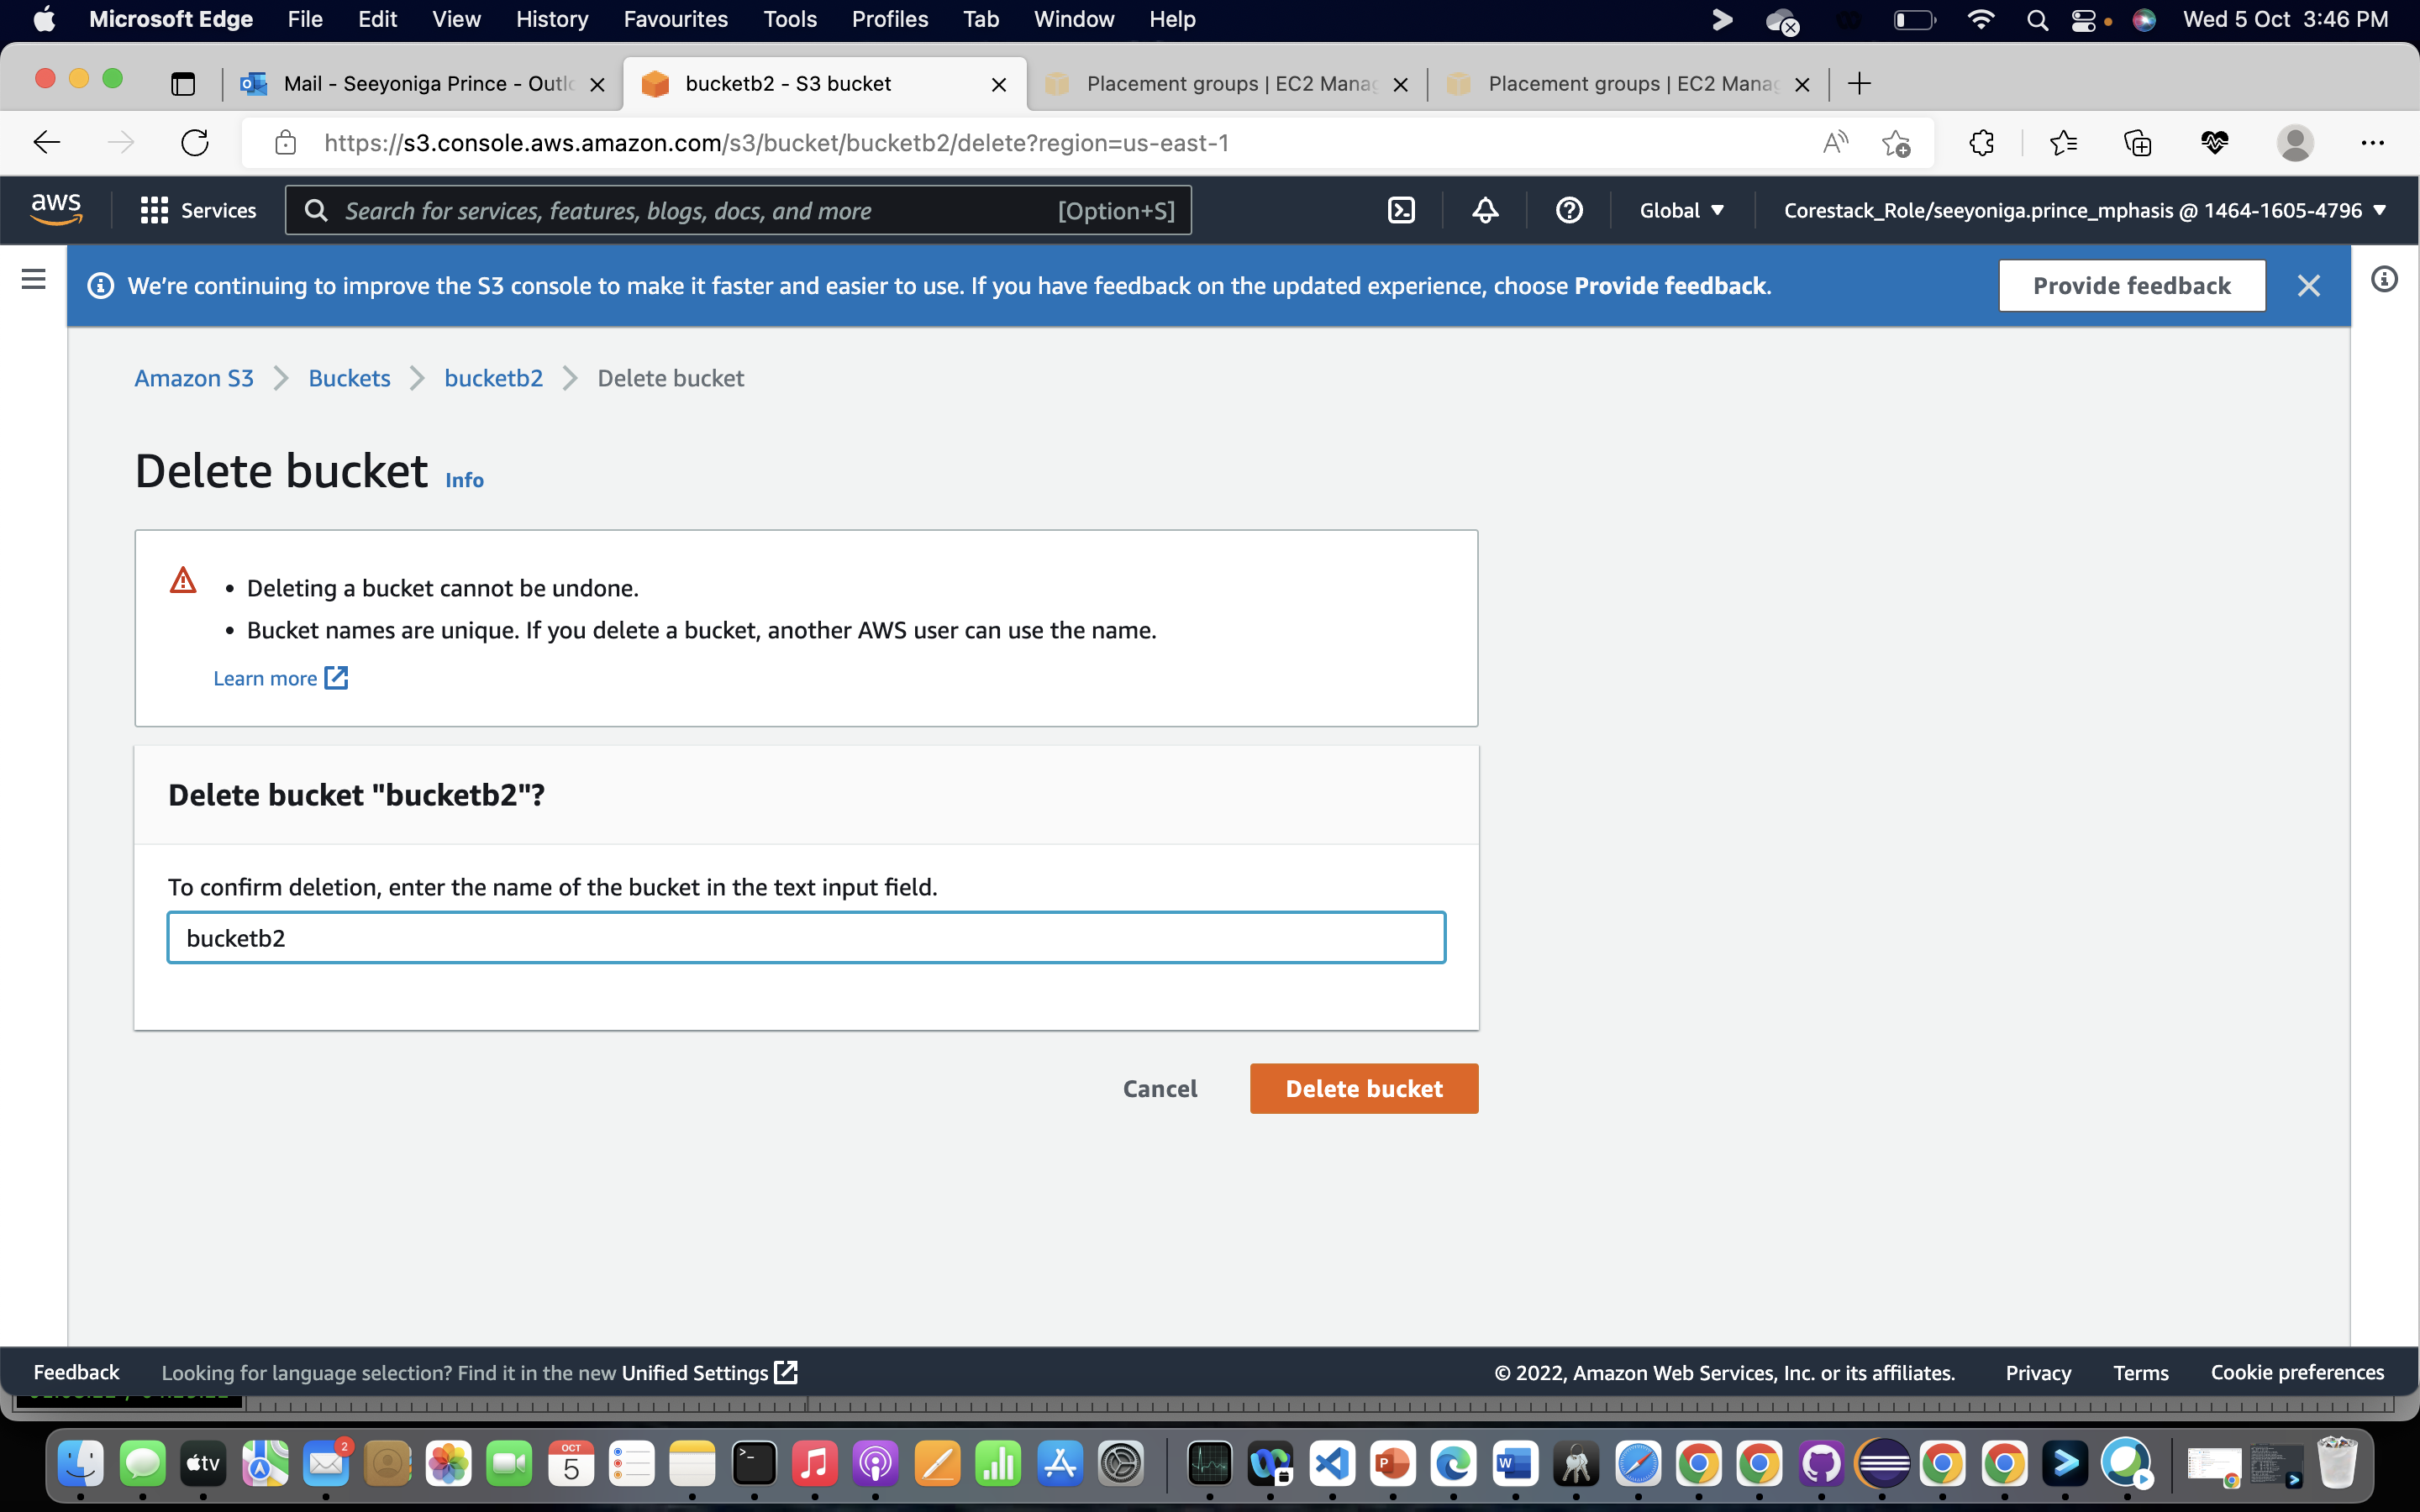 Microsoft Edge File Edit View History Favourites Tools Profiles Tab Window Help Wed 5 Oct 3:46 PM
Mail - Seeyoniga Prince - Outlo bucketb2 - S3 bucket Placement groups | EC2 Manag Placement groups | EC2 Manag
https://s3.console.aws.amazon.com/s3/bucket/bucketb2/delete?region=us-east-1
aws Services Search for services, features, blogs, docs, and more [Option+S] Global Corestack_Role/seeyoniga.prince_mphasis @ 1464-1605-4796
We're continuing to improve the S3 console to make it faster and easier to use. If you have feedback on the updated experience, choose Provide feedback. Provide feedback
Amazon S3 Buckets bucketb2 Delete bucket
Delete bucket Info
• Deleting a bucket cannot be undone.
• Bucket names are unique. If you delete a bucket, another AWS user can use the name.
Learn more
Delete bucket "bucketb2"?
To confirm deletion, enter the name of the bucket in the text input field.
bucketb2
Cancel Delete bucket
Feedback Looking for language selection? Find it in the new Unified Settings © 2022, Amazon Web Services, Inc. or its affiliates. Privacy Terms Cookie preferences
tv 2 OCT 5